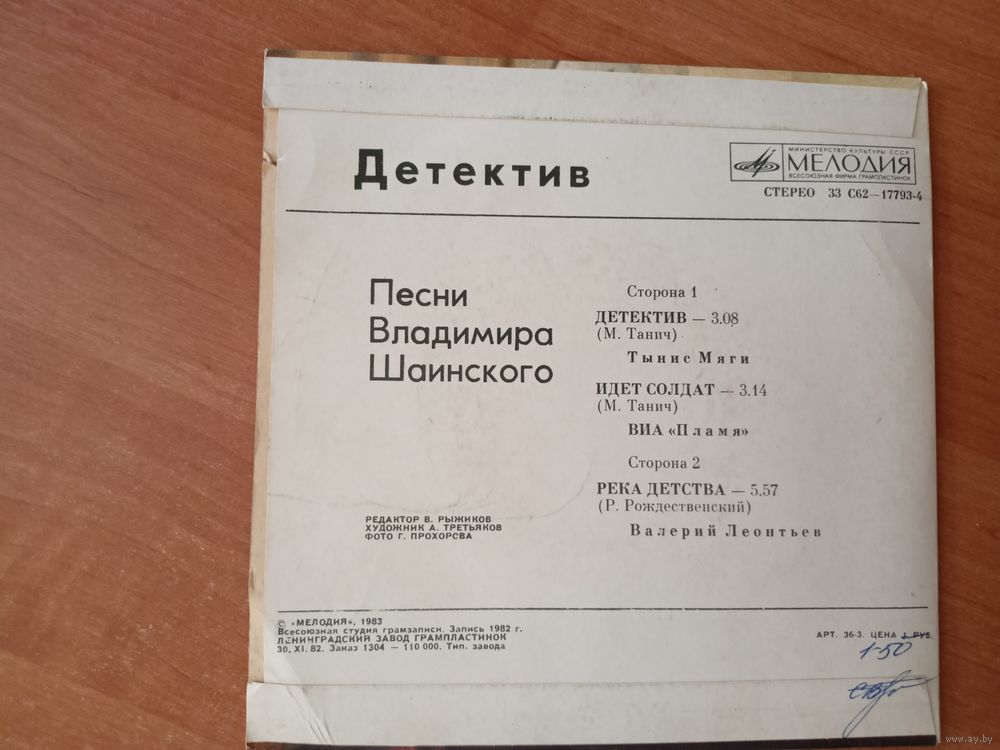 Детектив
МИНИСТЕРСТВО КУЛЬТУРЫ СССР
МЕЛОДИЯ
ВСЕСОЮЗНАЯ ФИРМА ГРАМПЛАСТИНОК
СТЕРЕО 33 С62—17793-4
Песни
Владимира
Шаинского
Сторона 1
ДЕТЕКТИВ — 3.08
(М. Танич)
Тынис Мяги
ИДЕТ СОЛДАТ — 3.14
(М. Танич)
ВИА «Пламя»
Сторона 2
РЕКА ДЕТСТВА — 5.57
(Р. Рождественский)
Валерий Леонтьев
РЕДАКТОР В. РЫЖИКОВ
ХУДОЖНИК А. ТРЕТЬЯКОВ
ФОТО Г. ПРОХОРОВА
© «МЕЛОДИЯ», 1983
Всесоюзная студия грамзаписи. Запись 1982 г.
ЛЕНИНГРАДСКИЙ ЗАВОД ГРАМПЛАСТИНОК
30. XI. 82. Заказ 1304 — 110 000. Тип. завода
АРТ. 36-3. ЦЕНА 1 РУБ.
1-50
www.ay.by